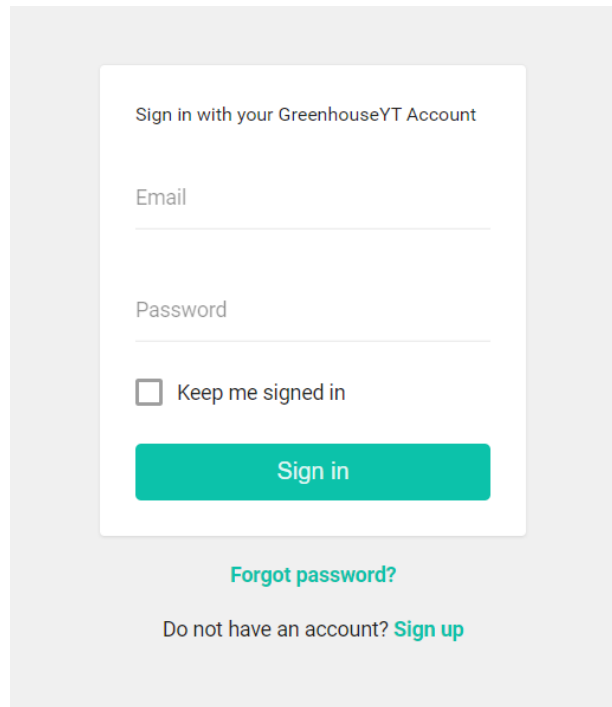 Sign in with your GreenhouseYT Account
Email
Password
Keep me signed in
Sign in
Forgot password?
Do not have an account? Sign up